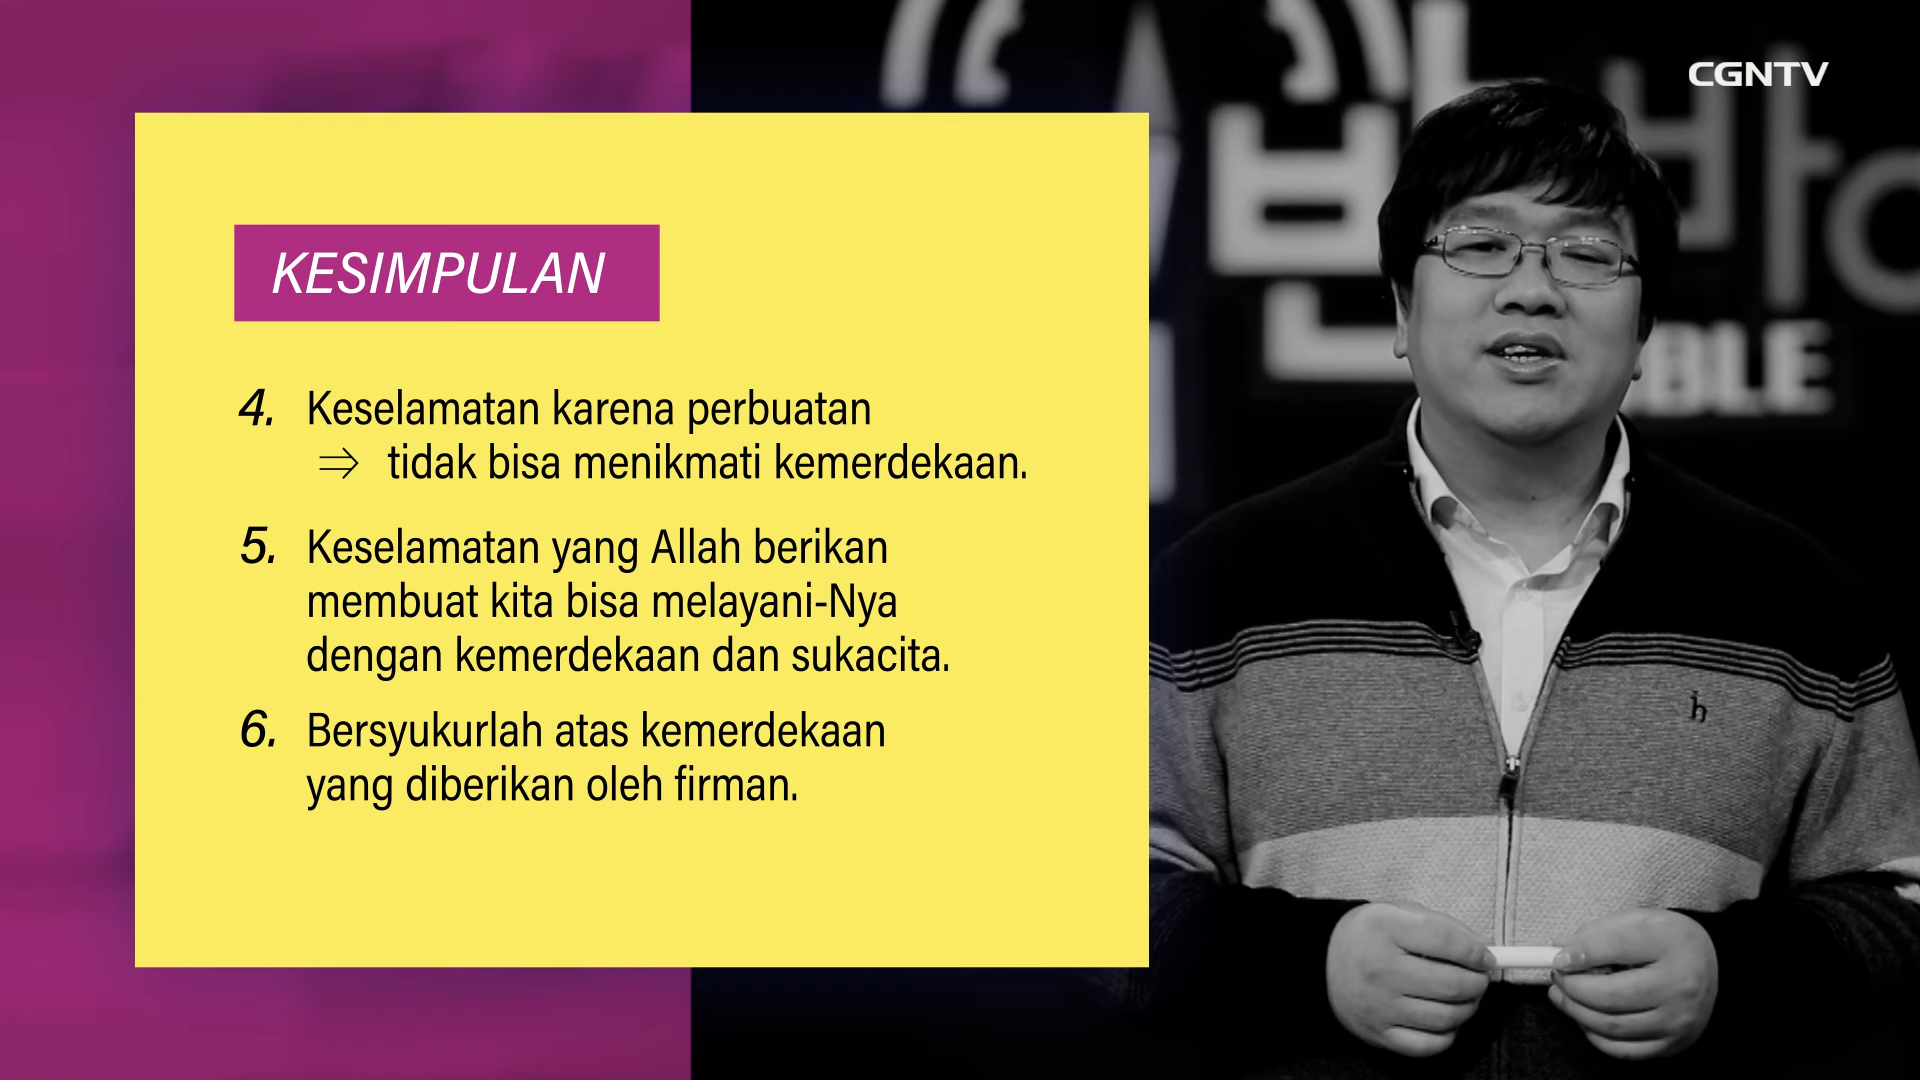 CGNTV
KESIMPULAN
4. Keselamatan karena perbuatan
⇒ tidak bisa menikmati kemerdekaan.
5. Keselamatan yang Allah berikan
membuat kita bisa melayani-Nya
dengan kemerdekaan dan sukacita.
6. Bersyukurlah atas kemerdekaan
yang diberikan oleh firman.